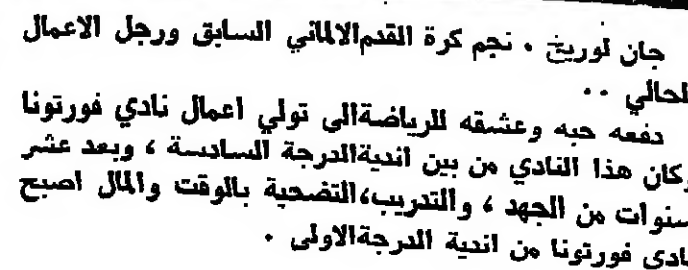 جان لوريخ . نجم كرة القدم الالماني السابق ورجل الاعمال
الحالي ..
دفعه حبه وعشقه للرياضة الى تولي اعمال نادي فورتونا
وكان هذا النادي من بين اندية الدرجة السادسة ، وبعد عشر
سنوات من الجهد ، والتدريب، التضحية بالوقت والمال اصبح
نادي فورتونا من اندية الدرجة الاولى .